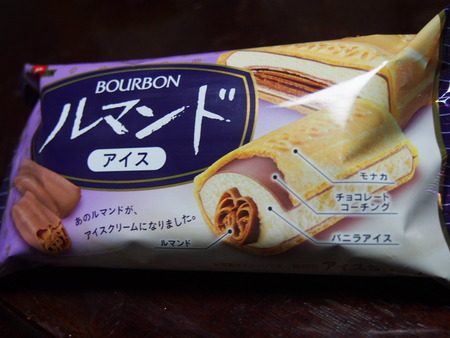 BOURBON
ルマンド
アイス
モナカ
チョコレート
コーチング
バニラアイス
ルマンド
あのルマンドが、
アイスクリームになりました。